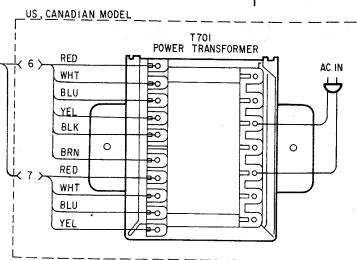 US, CANADIAN MODEL
T701
POWER TRANSFORMER
AC IN
6
RED
WHT
BLU
YEL
BLK
BRN
7
RED
WHT
BLU
YEL